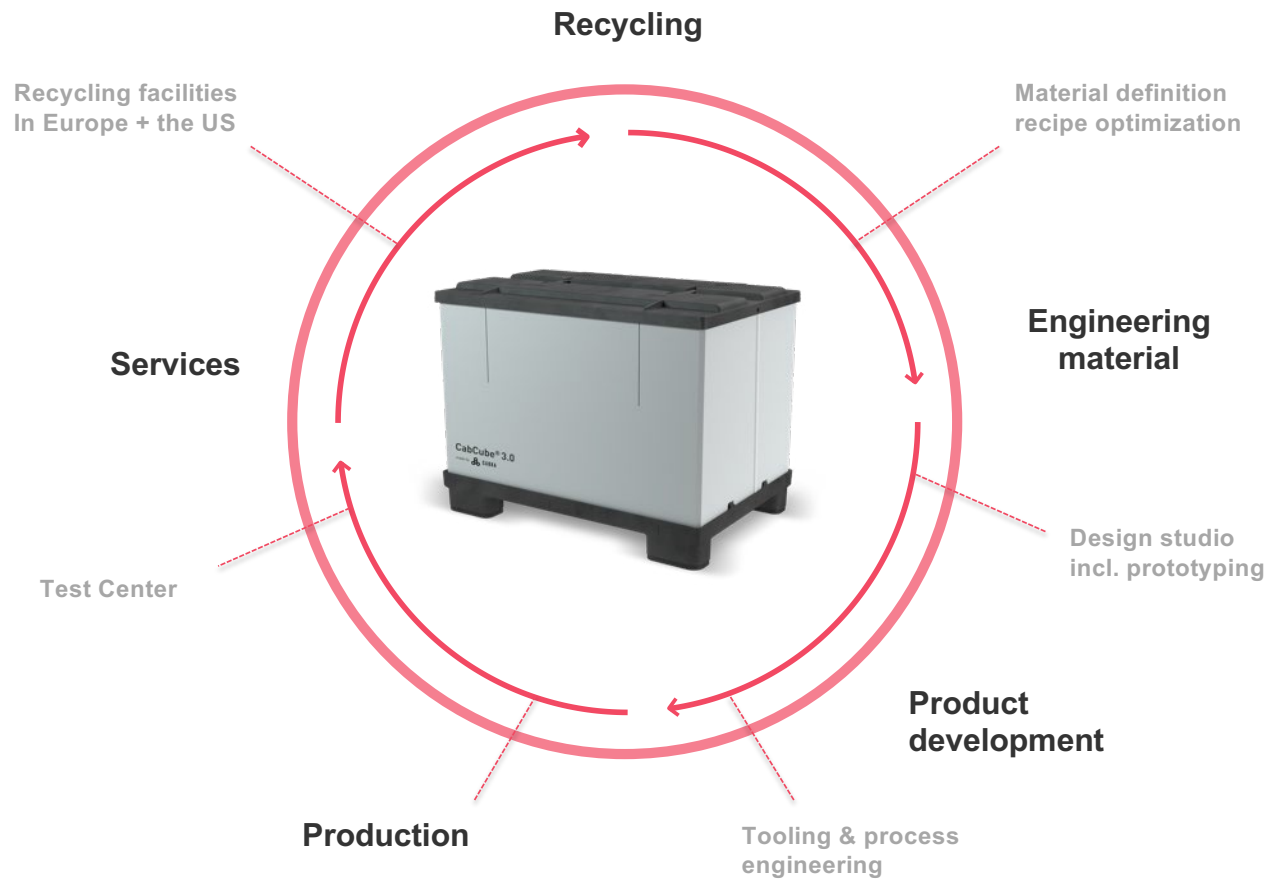 Recycling
Recycling facilities
In Europe + the US
Material definition
recipe optimization
Engineering
material
Services
CabCube® 3.0
Design studio
incl. prototyping
Test Center
Product
development
Production
Tooling & process
engineering